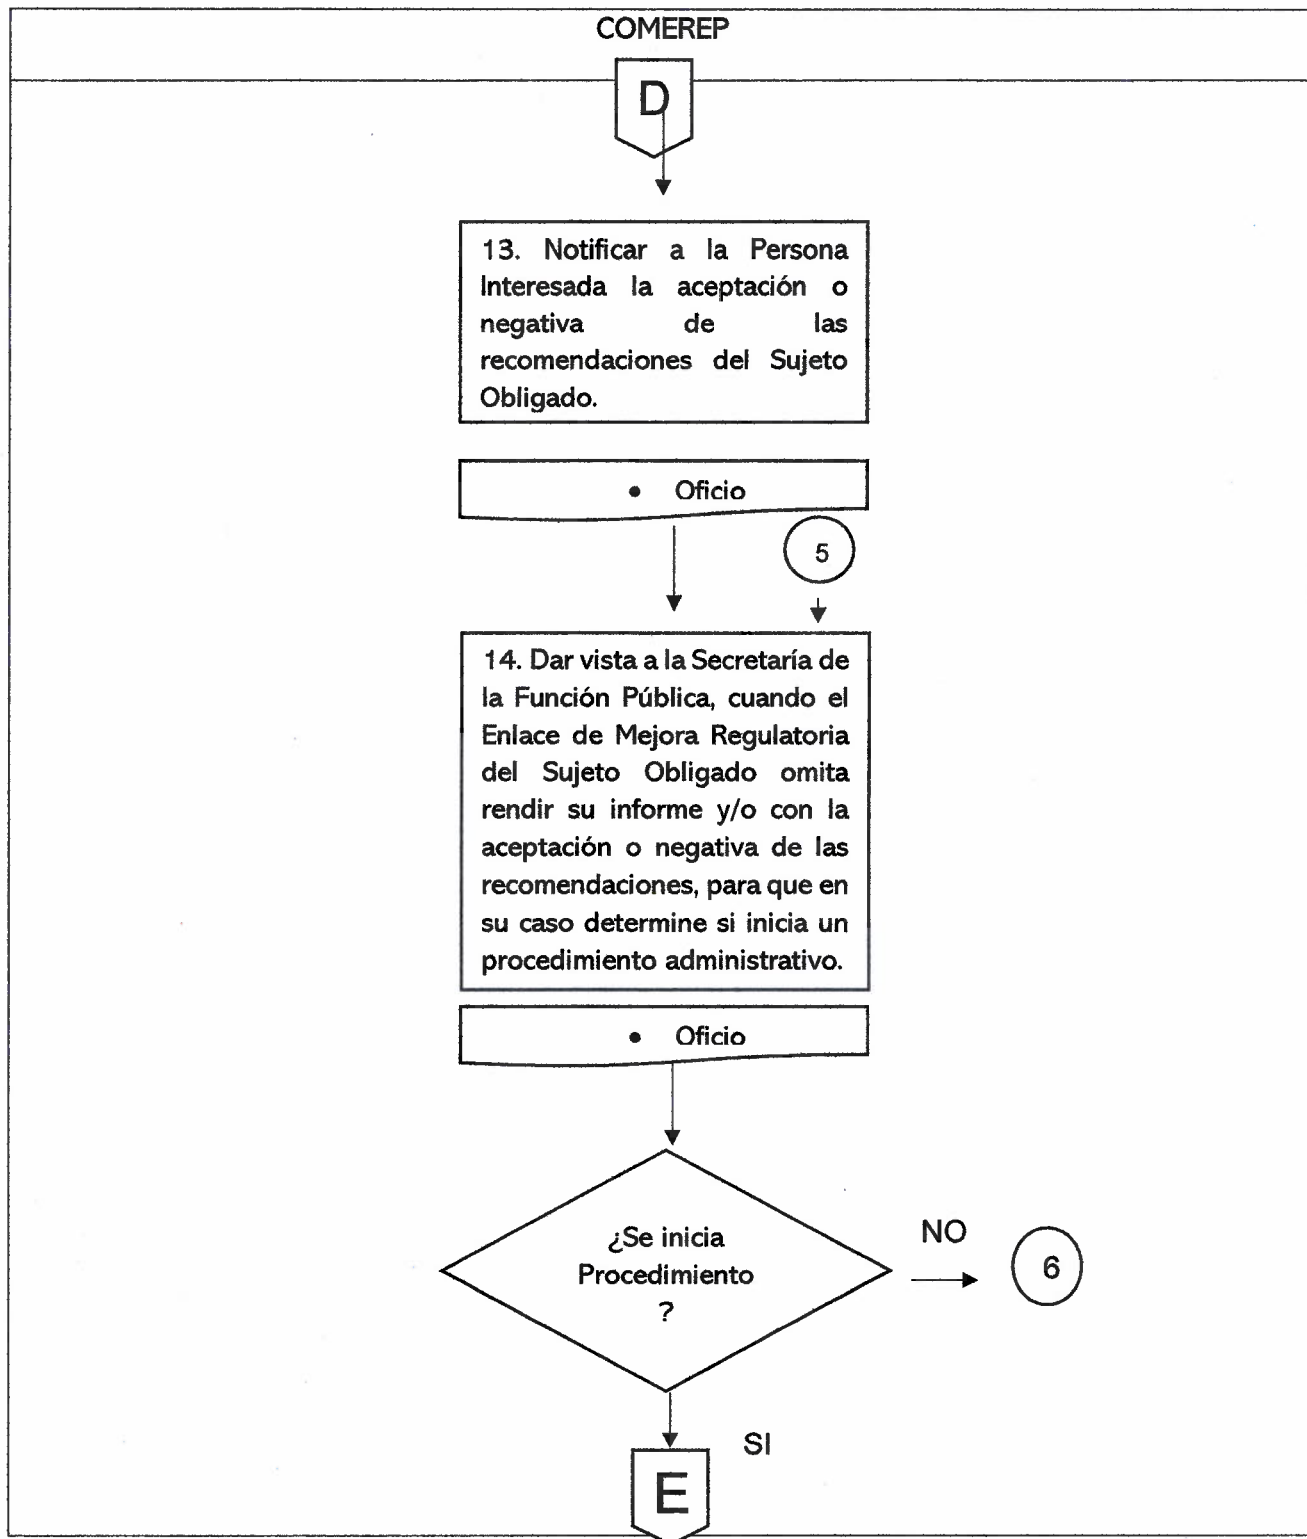 COMEREP
D
13. Notificar a la Persona
Interesada la aceptación o
negativa de las
recomendaciones del Sujeto
Obligado.
• Oficio
5
14. Dar vista a la Secretaría de
la Función Pública, cuando el
Enlace de Mejora Regulatoria
del Sujeto Obligado omita
rendir su informe y/o con la
aceptación o negativa de las
recomendaciones, para que en
su caso determine si inicia un
procedimiento administrativo.
• Oficio
¿Se inicia
Procedimiento
?
NO
6
SI
E